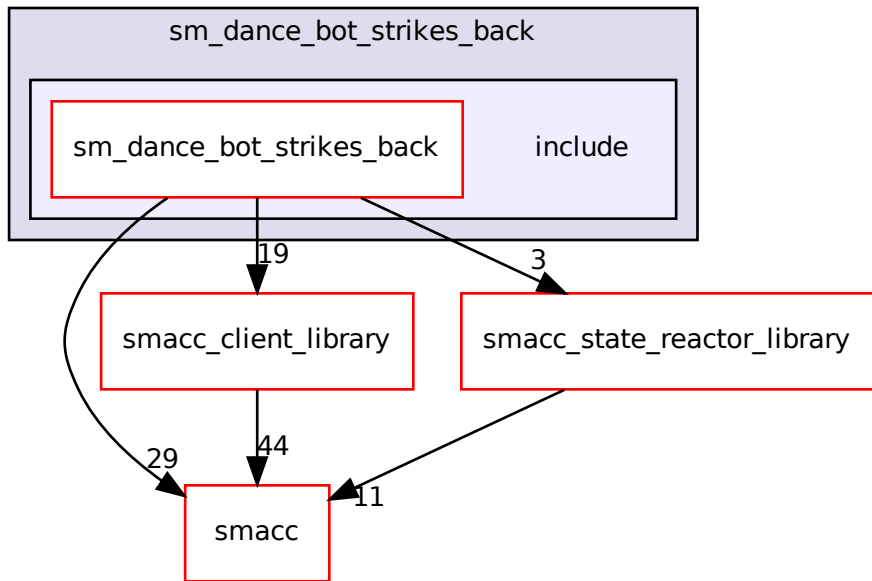 sm_dance_bot_strikes_back
sm_dance_bot_strikes_back
include
19
3
smacc_client_library
smacc_state_reactor_library
29
44
11
smacc